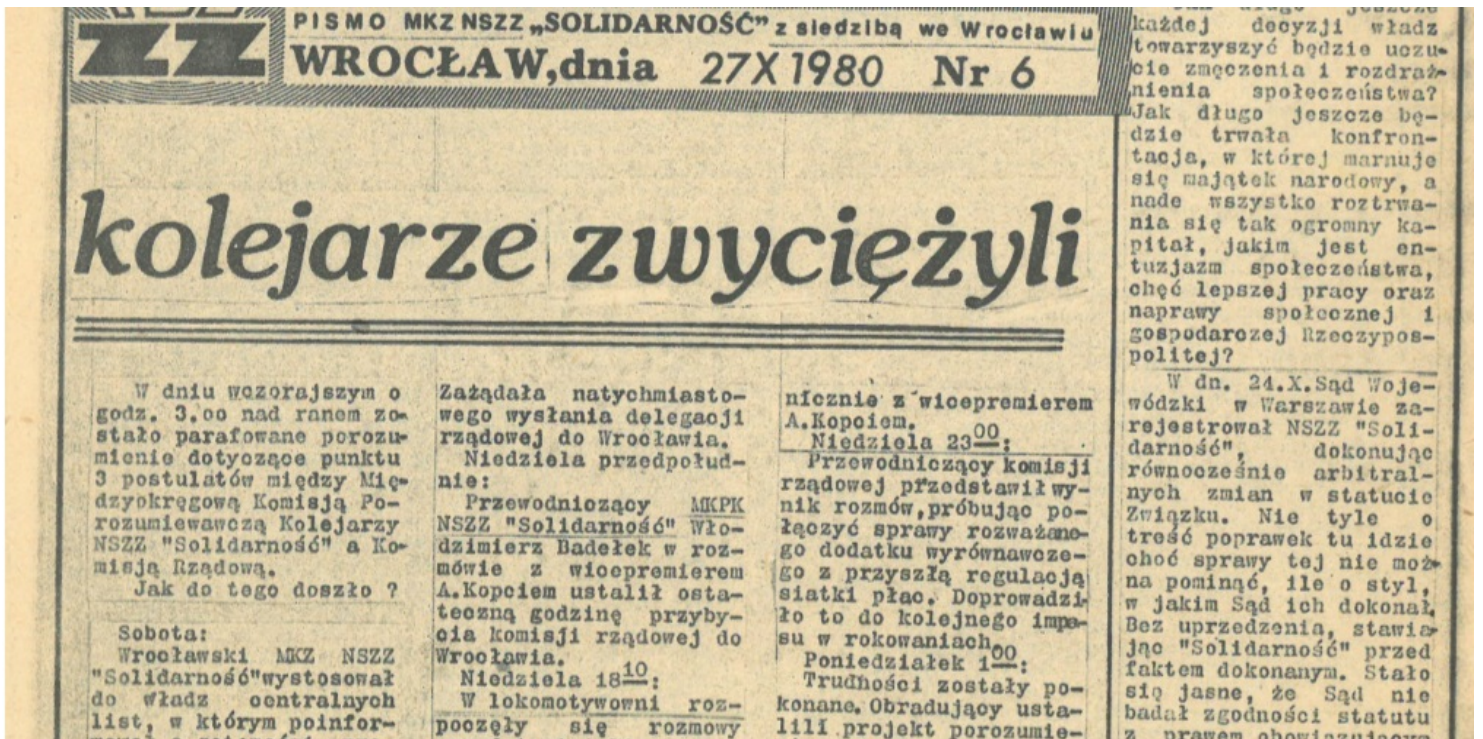 ZZ
PISMO MKZ NSZZ „SOLIDARNOŚĆ” z siedzibą we Wrocławiu
WROCŁAW, dnia 27 X 1980 Nr 6
kolejarze zwyciężyli
W dniu wczorajszym o
godz. 3.oo nad ranem zo-
stało parafowane porozu-
mienie dotyczące punktu
3 postulatów między Mię-
dzyokręgową Komisją Po-
rozumiewawczą Kolejarzy
NSZZ "Solidarność" a Ko-
misją Rządową.
Jak do tego doszło ?
Sobota:
Wrocławski MKZ NSZZ
"Solidarność"wystosował
do władz centralnych
list, w którym poinfor-
Zażądała natychmiasto-
wego wysłania delegacji
rządowej do Wrocławia.
Niedziela przedpołud-
nie:
Przewodniczący MKPK
NSZZ "Solidarność" Wło-
dzimierz Badełek w roz-
mówie z wicepremierem
A.Kopciem ustalił osta-
teczną godzinę przyby-
cia komisji rządowej do
Wrocławia.
Niedziela 18 10:
W lokomotywowni roz-
poczęły się rozmowy
nicznie z wicepremierem
A.Kopciem.
Niedziela 23 00:
Przewodniczący komisji
rządowej przedstawił wy-
nik rozmów,próbując po-
łączyć sprawy rozważane-
go dodatku wyrównawcze-
go z przyszłą regulacją
siatki płac. Doprowadzi-
ło to do kolejnego impa-
su w rokowaniach
Poniedziałek 1 00:
Trudności zostały po-
konane. Obradujący usta-
lili projekt porozumie-
długo jeszcze
każdej decyzji władz
towarzyszyć będzie uczu-
cie zmęczenia i rozdraż-
nienia społeczeństwa?
Jak długo jeszcze bę-
dzie trwała konfron-
tacja, w której marnuje
się majątek narodowy, a
nade wszystko roztrwa-
nia się tak ogromny ka-
pitał, jakim jest en-
tuzjazm społeczeństwa,
chęć lepszej pracy oraz
naprawy społecznej i
gospodarczej Rzeczypos-
politej?
W dn. 24.X.Sąd Woje-
wódzki w Warszawie za-
rejestrował NSZZ "Soli-
darność", dokonując
równocześnie arbitral-
nych zmian w statucie
Związku. Nie tyle o
treść poprawek tu idzie
choć sprawy tej nie moż-
na pominąć, ile o styl,
w jakim Sąd ich dokonał.
Bez uprzedzenia, stawia-
jąc "Solidarność" przed
faktem dokonanym. Stało
się jasne, że Sąd nie
badał zgodności statutu
z prawem obowiązującym